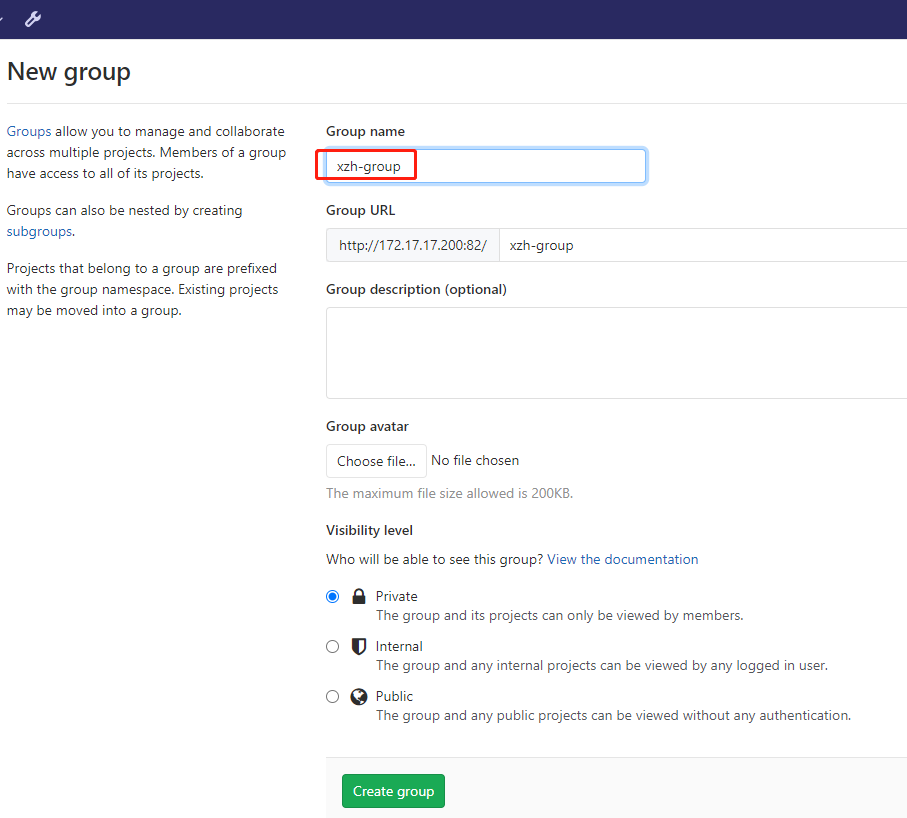 New group
Groups allow you to manage and collaborate
across multiple projects. Members of a group
have access to all of its projects.
Groups can also be nested by creating
subgroups.
Projects that belong to a group are prefixed
with the group namespace. Existing projects
may be moved into a group.
Group name
xzh-group
Group URL
http://172.17.17.200:82/ xzh-group
Group description (optional)
Group avatar
Choose file... No file chosen
The maximum file size allowed is 200KB.
Visibility level
Who will be able to see this group? View the documentation
Private
The group and its projects can only be viewed by members.
Internal
The group and any internal projects can be viewed by any logged in user.
Public
The group and any public projects can be viewed without any authentication.
Create group